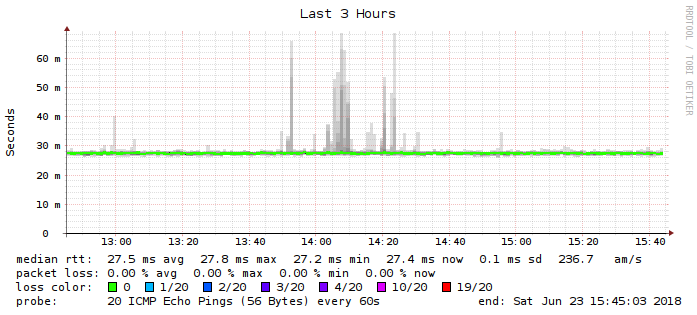 Last 3 Hours
RRDTOOL / TOBI OETIKER
Seconds
60 m
50 m
40 m
30 m
20 m
10 m
0
13:00 13:20 13:40 14:00 14:20 14:40 15:00 15:20 15:40
median rtt: 27.5 ms avg 27.8 ms max 27.2 ms min 27.4 ms now 0.1 ms sd 236.7 am/s
packet loss: 0.00 % avg 0.00 % max 0.00 % min 0.00 % now
loss color: 0 1/20 2/20 3/20 4/20 10/20 19/20
probe: 20 ICMP Echo Pings (56 Bytes) every 60s end: Sat Jun 23 15:45:03 2018